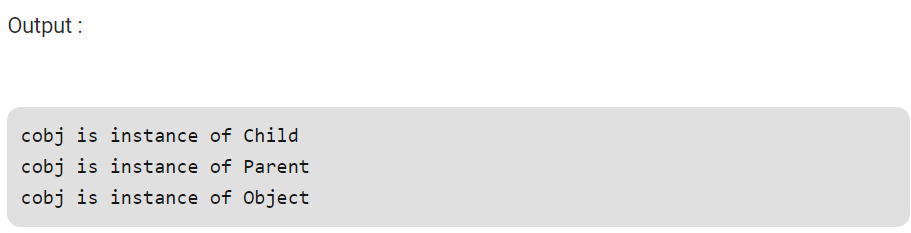 Output :
cobj is instance of Child
cobj is instance of Parent
cobj is instance of Object